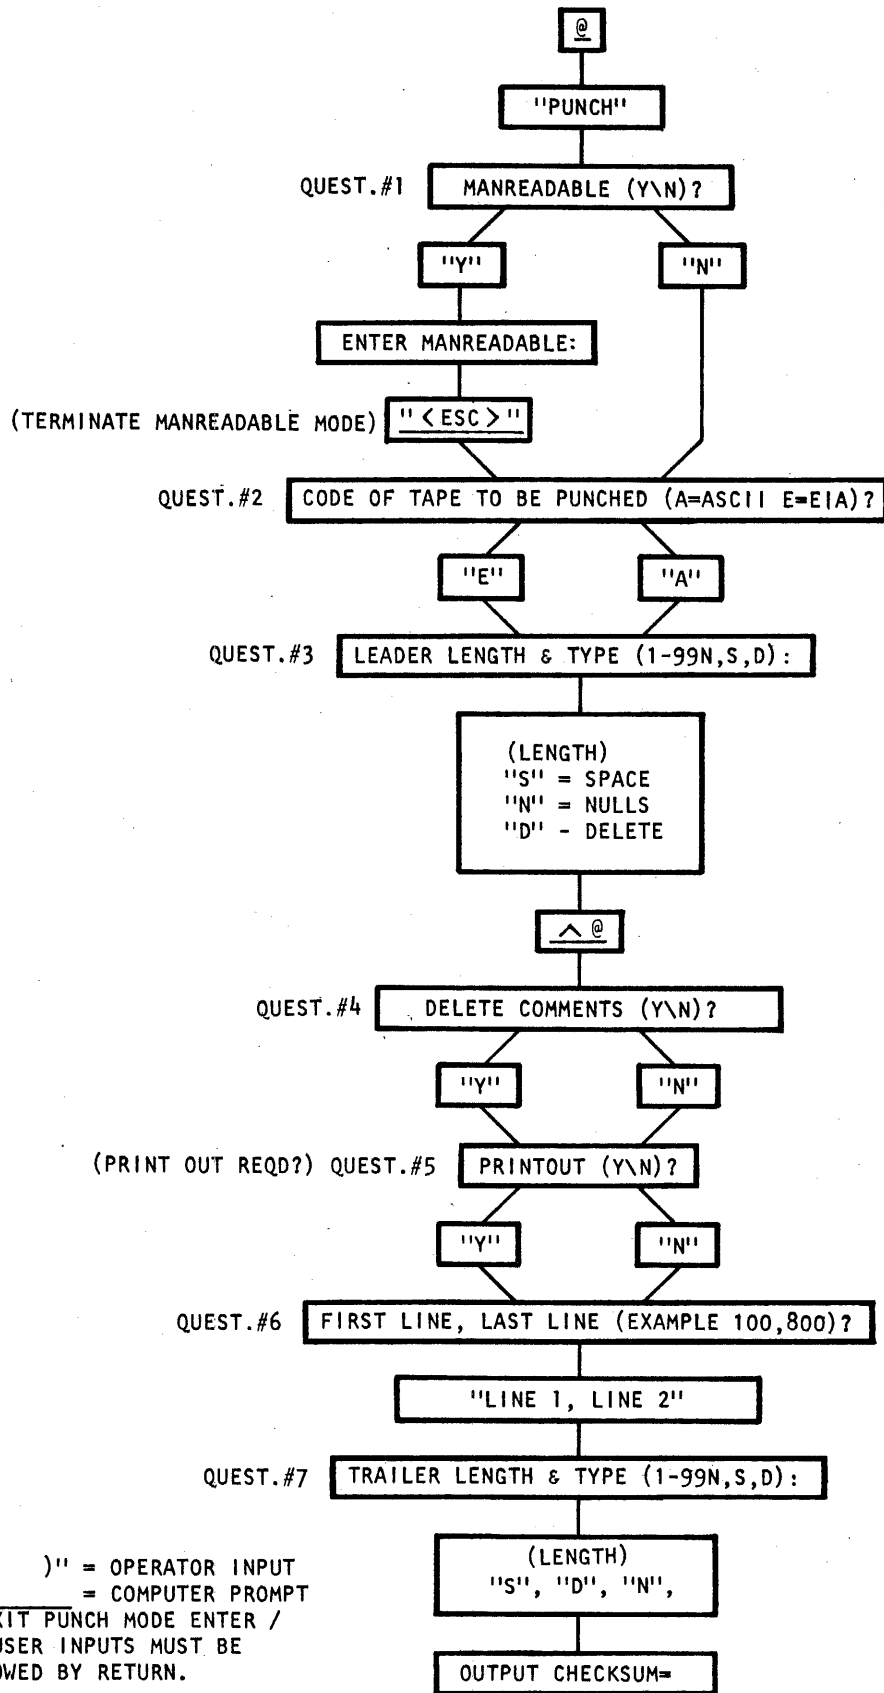 @
"PUNCH"
QUEST.#1 MANREADABLE (Y\N)?
"Y" "N"
ENTER MANREADABLE:
(TERMINATE MANREADABLE MODE) "<ESC>"
QUEST.#2 CODE OF TAPE TO BE PUNCHED (A=ASCII E=EIA)?
"E" "A"
QUEST.#3 LEADER LENGTH & TYPE (1-99N,S,D):
(LENGTH)
"S" = SPACE
"N" = NULLS
"D" - DELETE
^ @
QUEST.#4 DELETE COMMENTS (Y\N)?
"Y" "N"
(PRINT OUT REQD?) QUEST.#5 PRINTOUT (Y\N)?
"Y" "N"
QUEST.#6 FIRST LINE, LAST LINE (EXAMPLE 100,800)?
"LINE 1, LINE 2"
QUEST.#7 TRAILER LENGTH & TYPE (1-99N,S,D):
(LENGTH)
"S", "D", "N",
)" = OPERATOR INPUT
= COMPUTER PROMPT
XIT PUNCH MODE ENTER /
USER INPUTS MUST BE
OWED BY RETURN.
OUTPUT CHECKSUM=